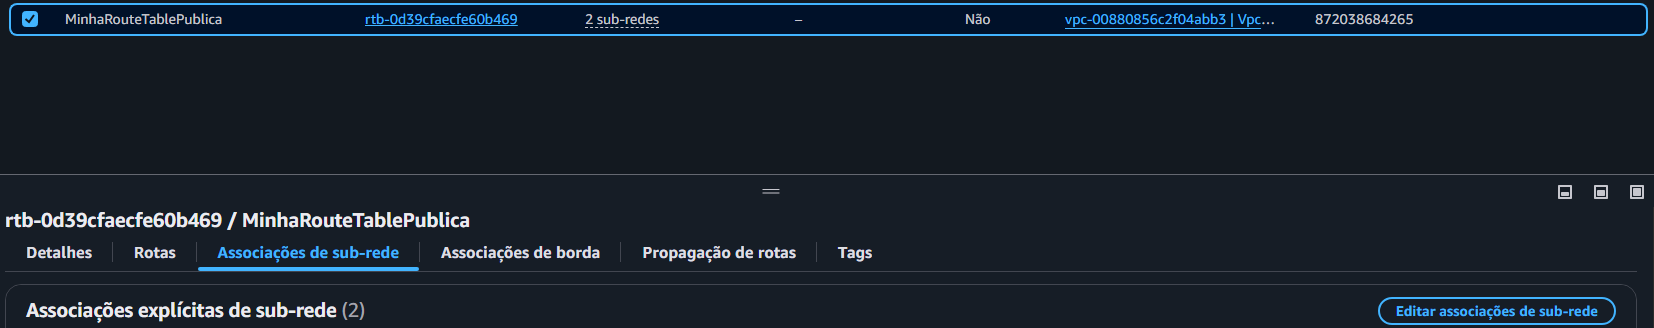 MinhaRouteTablePublica rtb-0d39cfaecfe60b469 2 sub-redes – Não vpc-00880856c2f04abb3 | Vpc... 872038684265
rtb-0d39cfaecfe60b469 / MinhaRouteTablePublica
Detalhes Rotas Associações de sub-rede Associações de borda Propagação de rotas Tags
Associações explícitas de sub-rede (2) Editar associações de sub-rede